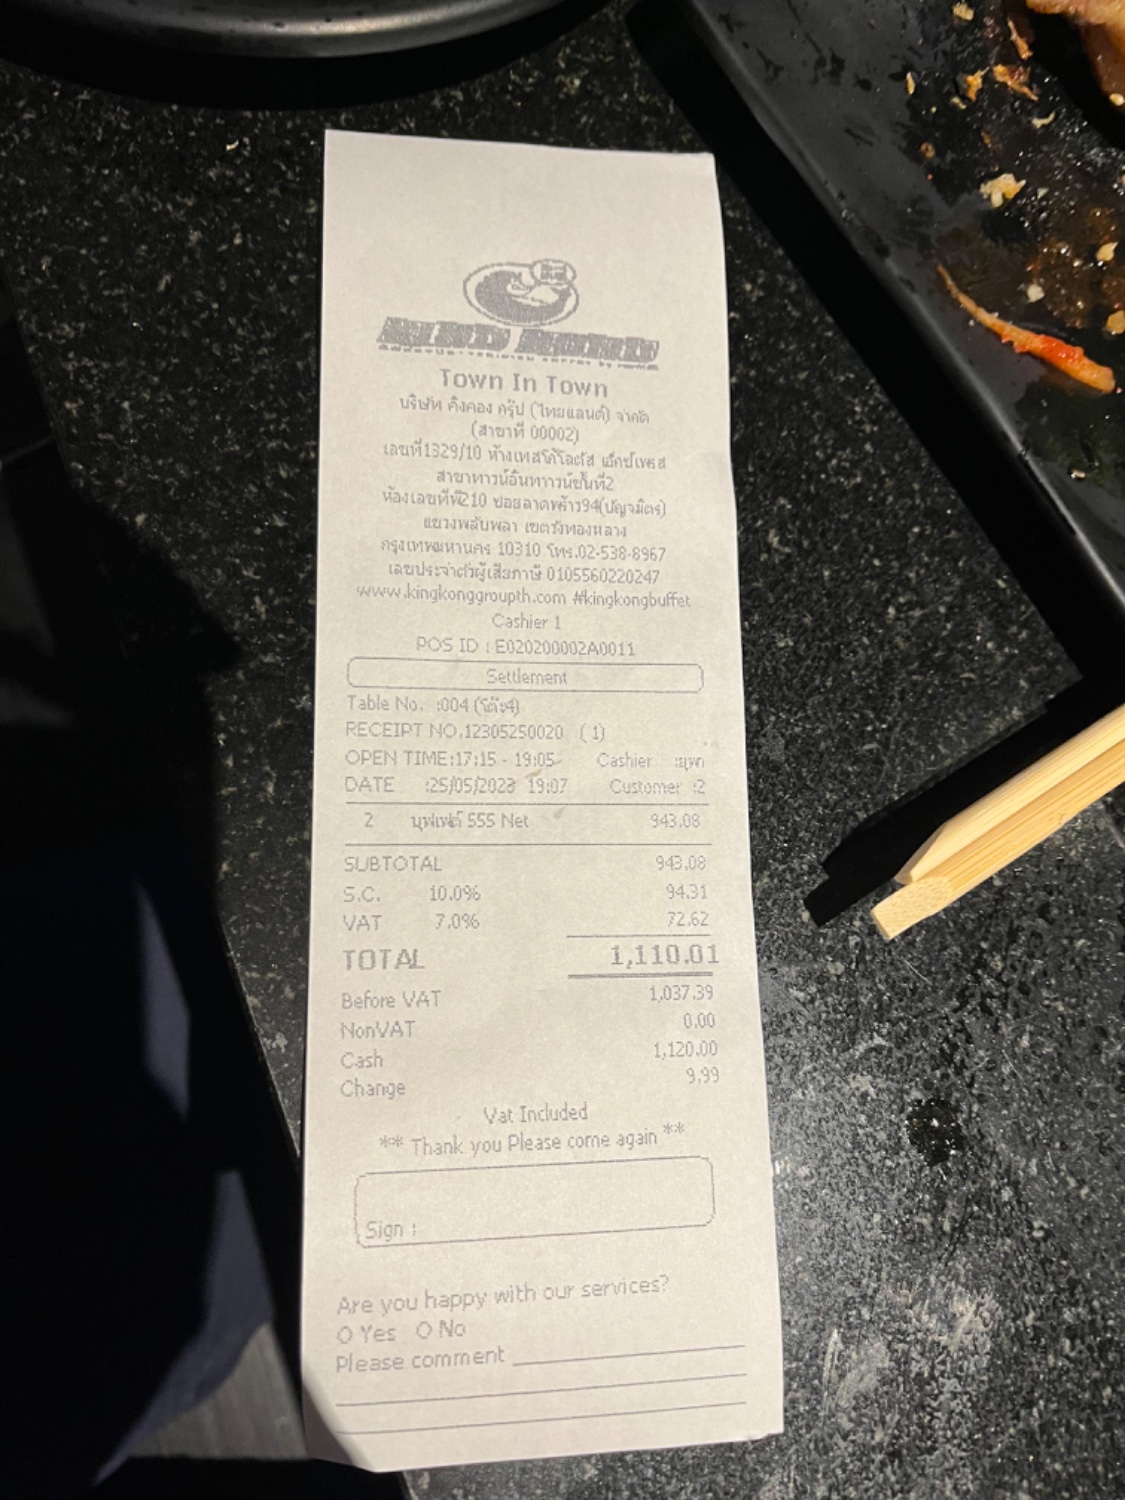 KING KONG
Town In Town
บริษัท คิงคอง กรุ๊ป (ไทยแลนด์) จำกัด
(สาขาที่ 00002)
เลขที่1329/10 ห้างเทสโก้โลตัส เอ็กซ์เพรส
สาขาทาวน์อินทาวน์ชั้นที่2
ห้องเลขที่พี210 ซอยลาดพร้าว94(ปัญจมิตร)
แขวงพลับพลา เขตวังทองหลาง
กรุงเทพมหานคร 10310 โทร.02-538-8967
เลขประจำตัวผู้เสียภาษี 0105560220247
www.kingkonggroupth.com #kingkongbuffet
Cashier 1
POS ID : E020200002A0011
Settlement
Table No. :004 (โต๊ะ4)
RECEIPT NO.12305250020 ( 1)
OPEN TIME:17:15 - 19:05 Cashier :
DATE :25/05/2023 19:07 Customer :2
2 บุฟเฟต์ 555 Net 943.08
SUBTOTAL 943.08
S.C. 10.0% 94.31
VAT 7.0% 72.62
TOTAL 1,110.01
Before VAT 1,037.39
NonVAT 0.00
Cash 1,120.00
Change 9.99
Vat Included
** Thank you Please come again **
Sign :
Are you happy with our services?
O Yes O No
Please comment